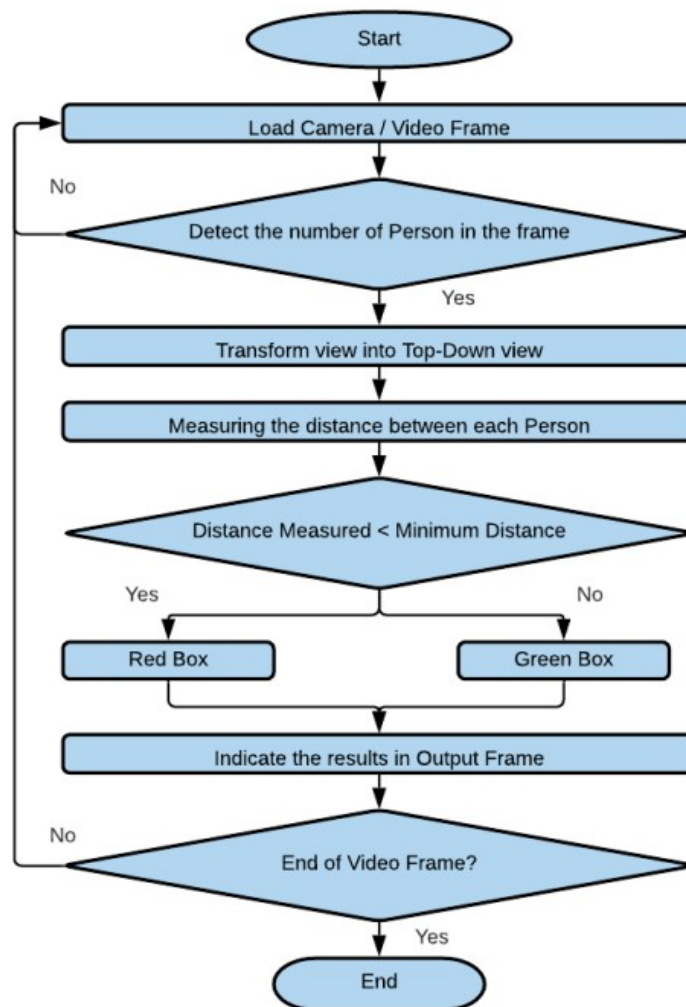 Start
Load Camera / Video Frame
No
Detect the number of Person in the frame
Yes
Transform view into Top-Down view
Measuring the distance between each Person
Distance Measured < Minimum Distance
Yes
No
Red Box
Green Box
Indicate the results in Output Frame
No
End of Video Frame?
Yes
End